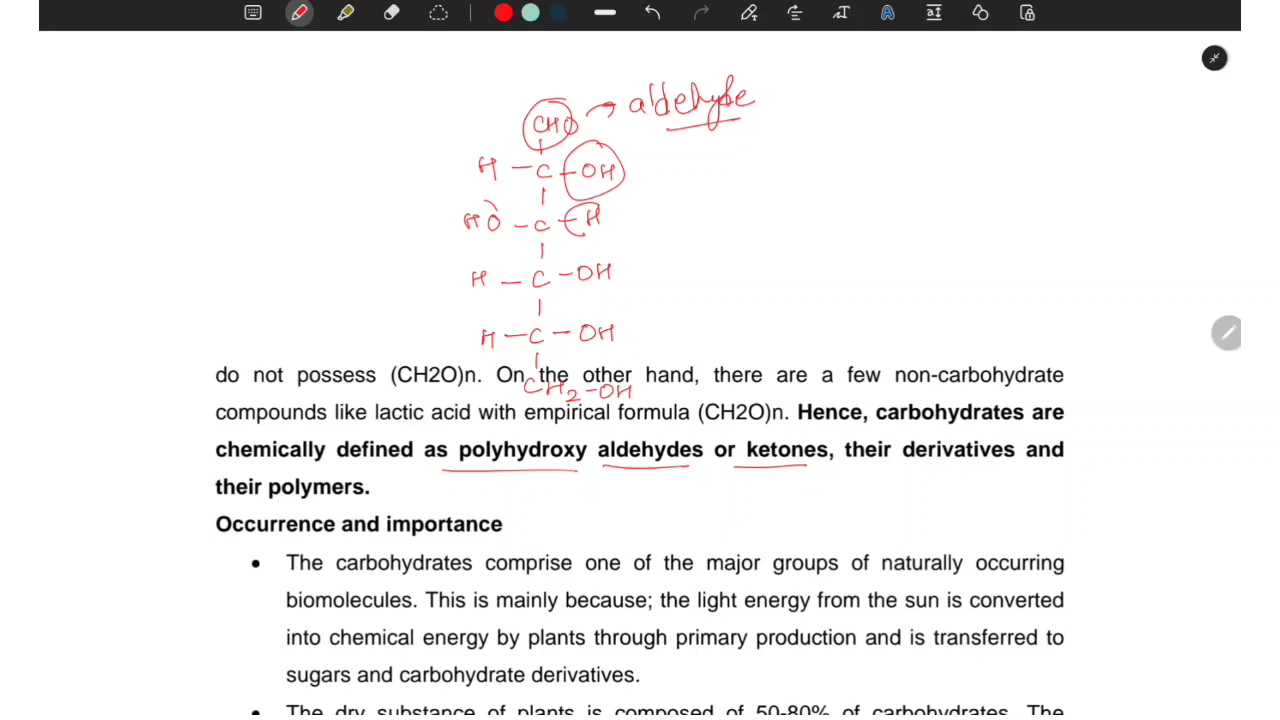 CHO → aldehyde
H – C – OH
HO – C – H
H – C – OH
H – C – OH
CH2 – OH
do not possess (CH2O)n. On the other hand, there are a few non-carbohydrate
compounds like lactic acid with empirical formula (CH2O)n. Hence, carbohydrates are
chemically defined as polyhydroxy aldehydes or ketones, their derivatives and
their polymers.
Occurrence and importance
• The carbohydrates comprise one of the major groups of naturally occurring
biomolecules. This is mainly because; the light energy from the sun is converted
into chemical energy by plants through primary production and is transferred to
sugars and carbohydrate derivatives.
• The dry substance of plants is composed of 50-80% of carbohydrates. The